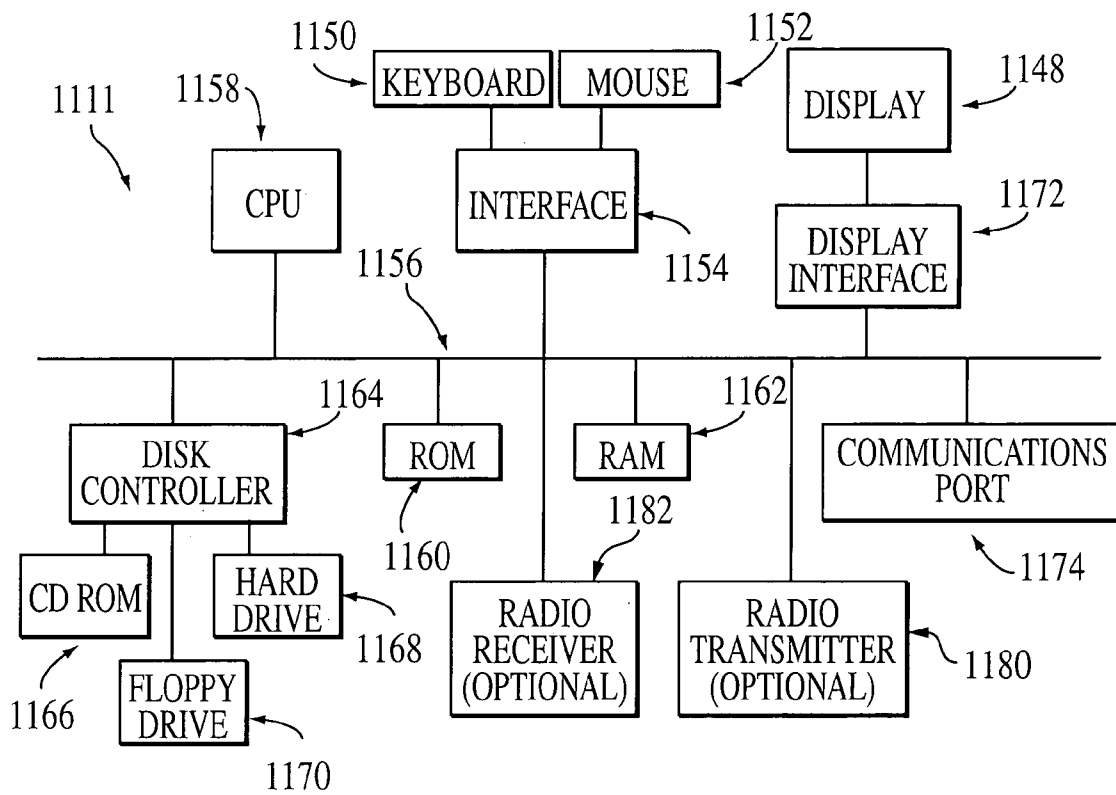 1150
KEYBOARD
MOUSE
1152
1158
1111
DISPLAY
1148
CPU
INTERFACE
1154
1172
DISPLAY
INTERFACE
1156
1164
DISK
CONTROLLER
ROM
1160
1162
RAM
COMMUNICATIONS
PORT
1174
CD ROM
1166
HARD
DRIVE
1168
FLOPPY
DRIVE
1170
1182
RADIO
RECEIVER
(OPTIONAL)
RADIO
TRANSMITTER
(OPTIONAL)
1180